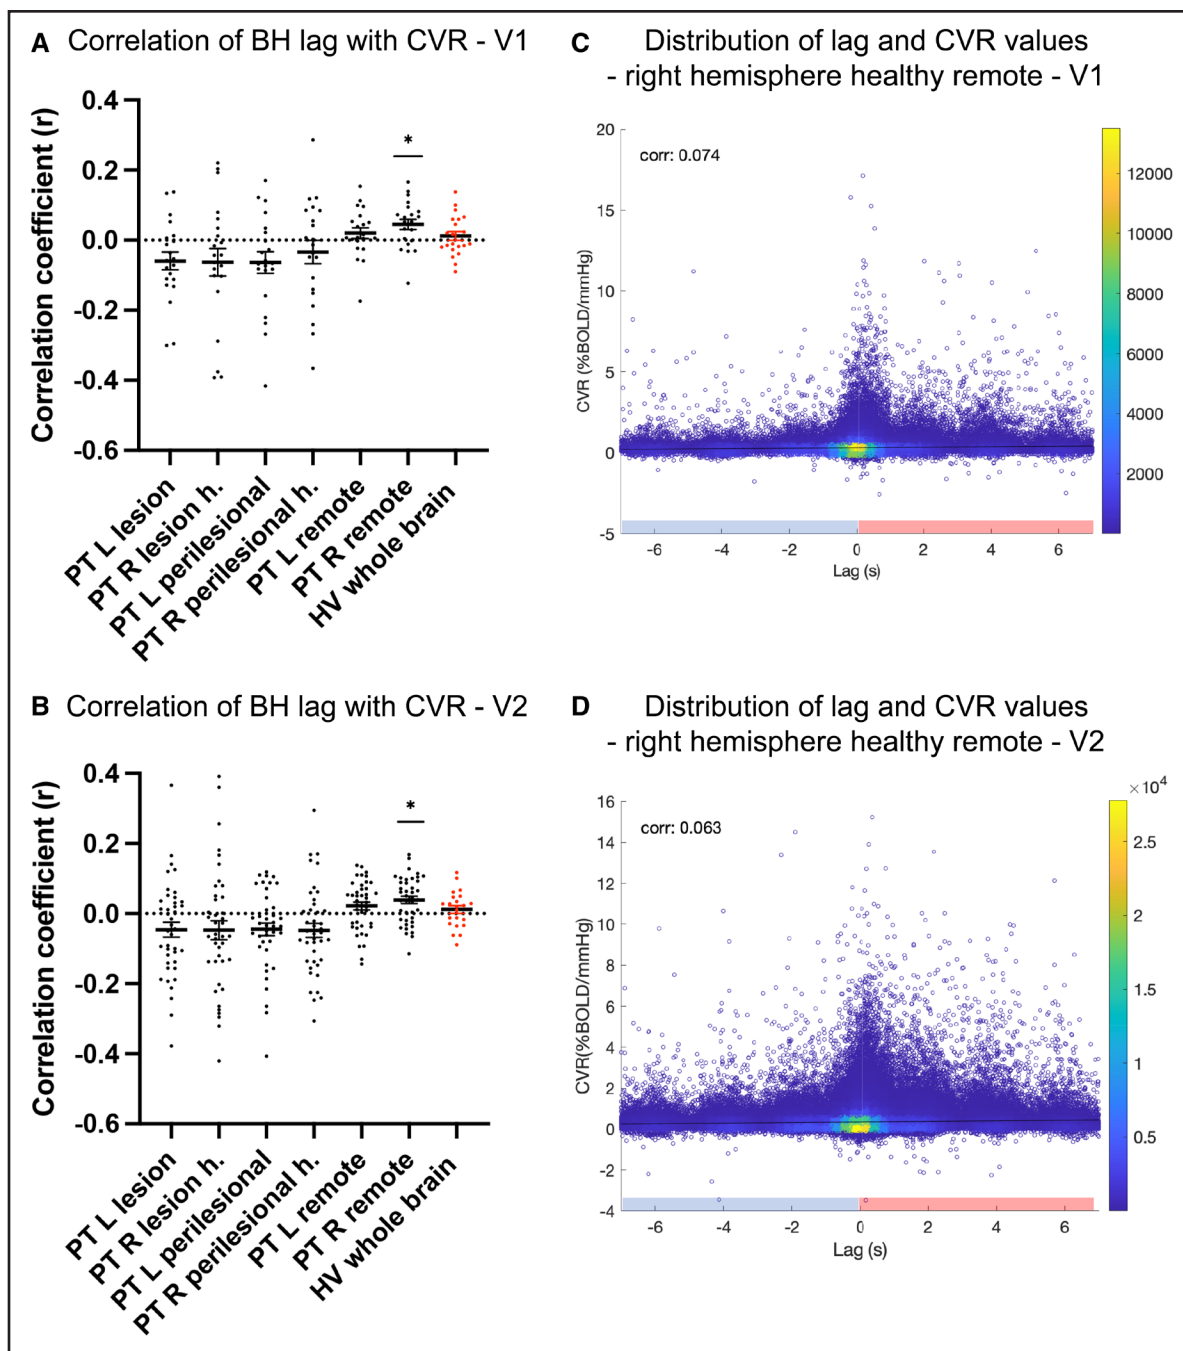 A Correlation of BH lag with CVR - V1
Correlation coefficient (r)
0.4
0.2
0.0
-0.2
-0.4
-0.6
*
PT L lesion
PT R lesion h.
PT L perilesional
PT R perilesional h.
PT L remote
PT R remote
HV whole brain
C Distribution of lag and CVR values
- right hemisphere healthy remote - V1
corr: 0.074
CVR (%BOLD/mmHg)
20
15
10
5
0
-5
-6 -4 -2 0 2 4 6
Lag (s)
12000
10000
8000
6000
4000
2000
B Correlation of BH lag with CVR - V2
Correlation coefficient (r)
0.4
0.2
0.0
-0.2
-0.4
-0.6
*
PT L lesion
PT R lesion h.
PT L perilesional
PT R perilesional h.
PT L remote
PT R remote
HV whole brain
D Distribution of lag and CVR values
- right hemisphere healthy remote - V2
corr: 0.063
CVR(%BOLD/mmHg)
16
14
12
10
8
6
4
2
0
-2
-4
-6 -4 -2 0 2 4 6
Lag (s)
×10⁴
2.5
2
1.5
1
0.5